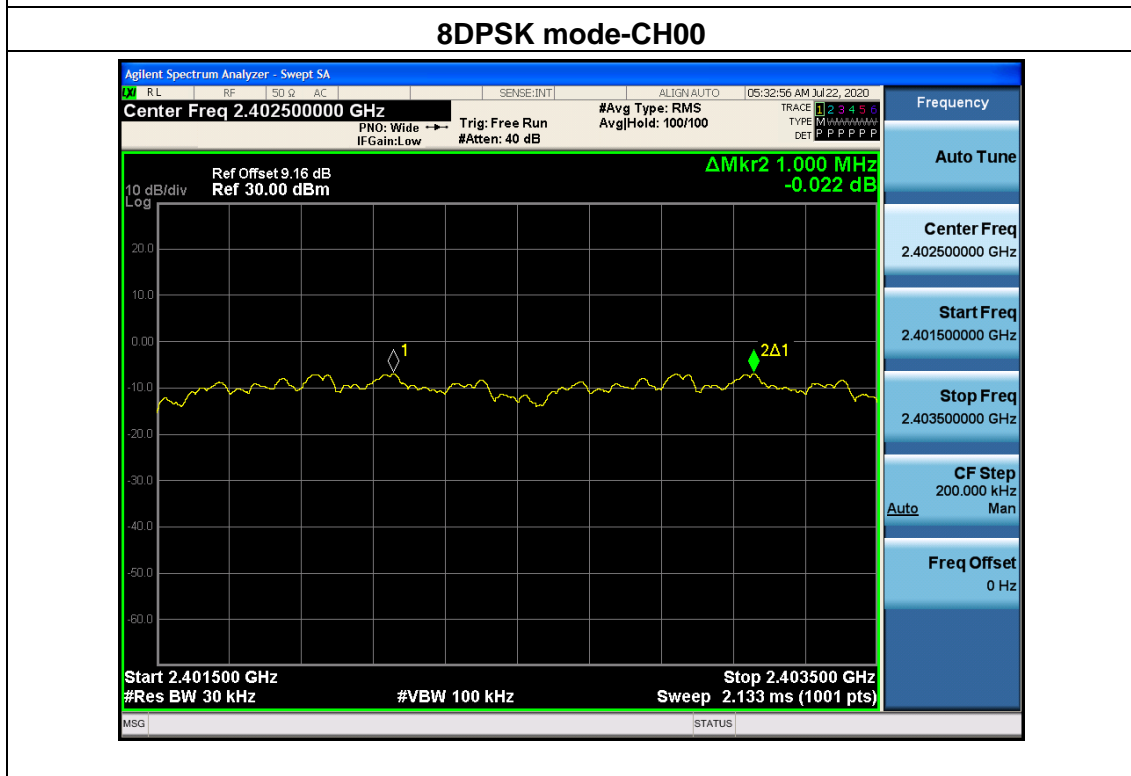 8DPSK mode-CH00
Agilent Spectrum Analyzer - Swept SA
LXI RL RF 50 Ω AC SENSE:INT ALIGN AUTO 05:32:56 AM Jul 22, 2020
Center Freq 2.402500000 GHz
PNO: Wide
IFGain:Low
Trig: Free Run
#Atten: 40 dB
#Avg Type: RMS
Avg|Hold: 100/100
TRACE 1 2 3 4 5 6
TYPE M W W W W W
DET P P P P P P
ΔMkr2 1.000 MHz
-0.022 dB
Ref Offset 9.16 dB
10 dB/div Ref 30.00 dBm
Log
20.0
10.0
0.00
-10.0
-20.0
-30.0
-40.0
-50.0
-60.0
1
2Δ1
Start 2.401500 GHz Stop 2.403500 GHz
#Res BW 30 kHz #VBW 100 kHz Sweep 2.133 ms (1001 pts)
MSG STATUS
Frequency
Auto Tune
Center Freq
2.402500000 GHz
Start Freq
2.401500000 GHz
Stop Freq
2.403500000 GHz
CF Step
200.000 kHz
Auto Man
Freq Offset
0 Hz